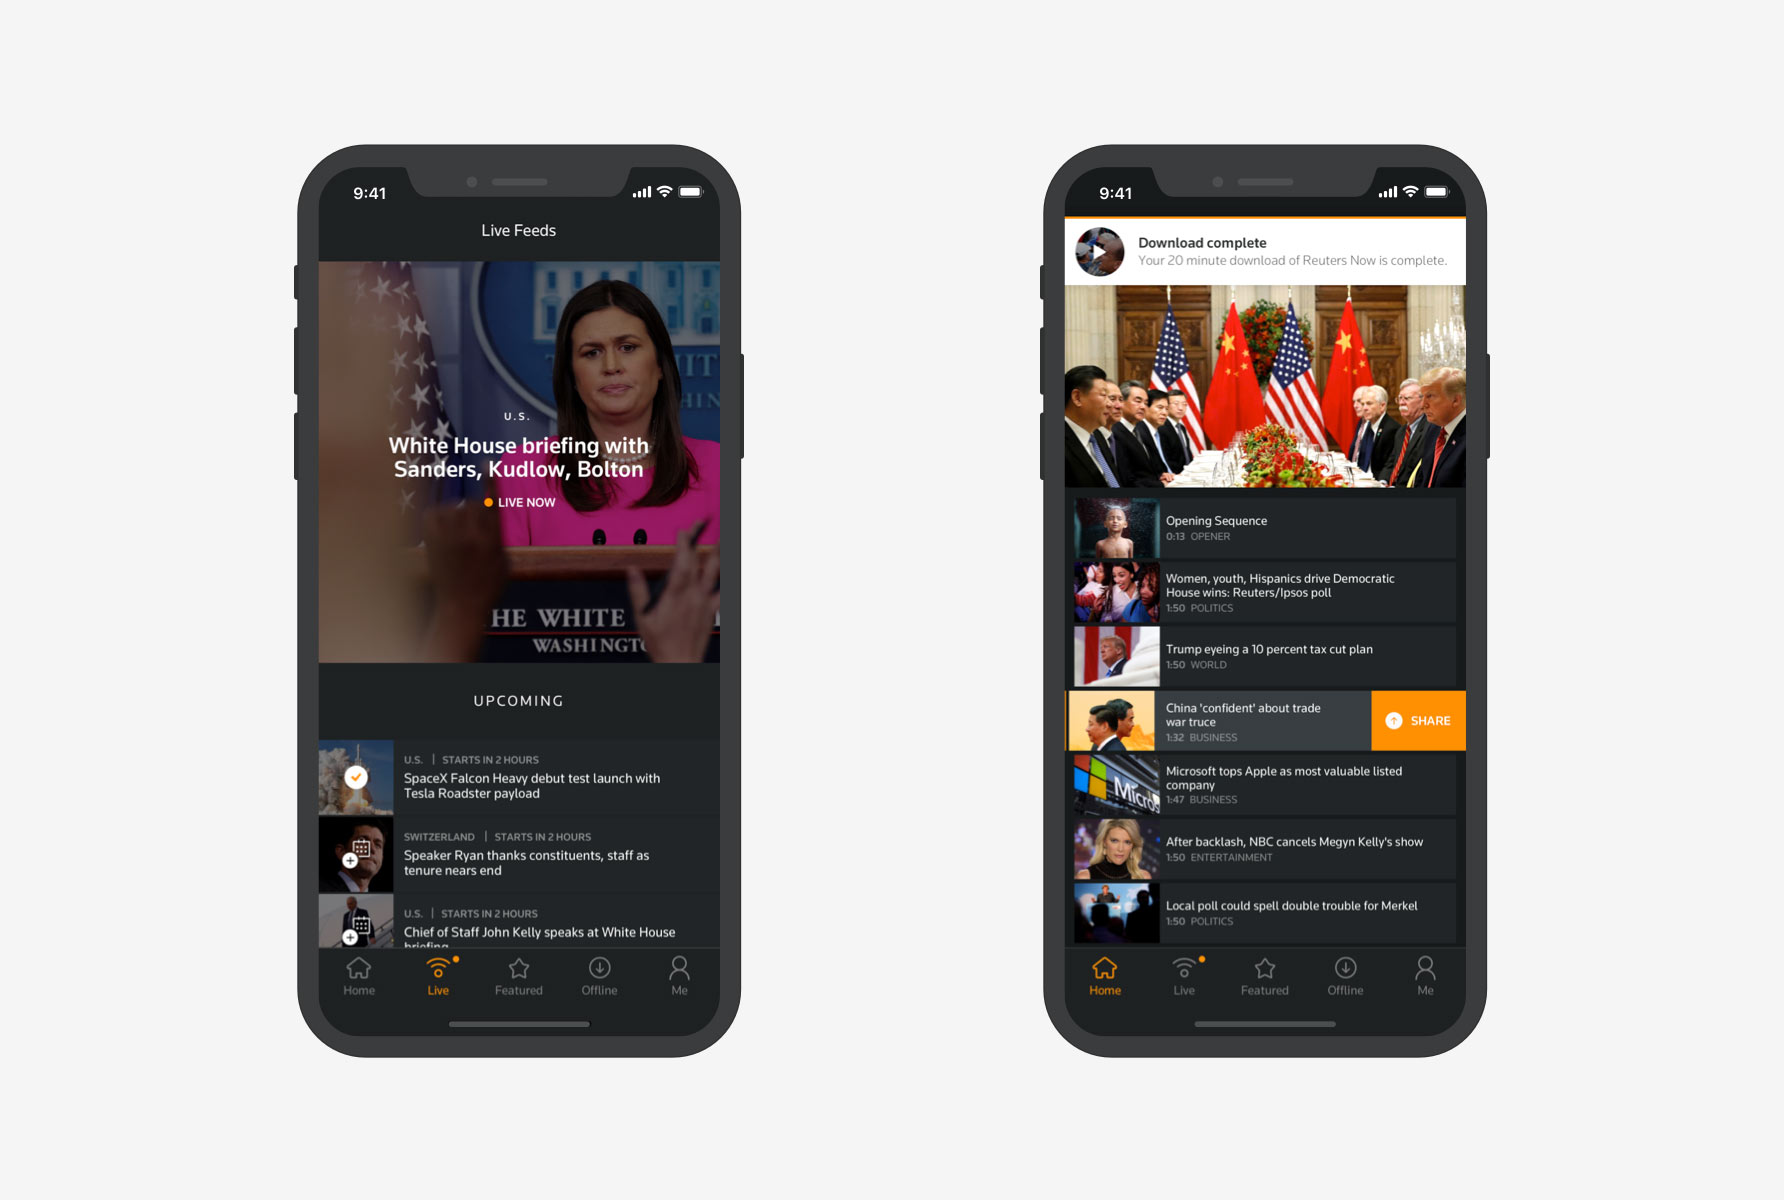 9:41
Live Feeds
U.S.
White House briefing with
Sanders, Kudlow, Bolton
LIVE NOW
THE WHITE
WASHINGTO
UPCOMING
U.S. | STARTS IN 2 HOURS
SpaceX Falcon Heavy debut test launch with
Tesla Roadster payload
SWITZERLAND | STARTS IN 2 HOURS
Speaker Ryan thanks constituents, staff as
tenure nears end
U.S. | STARTS IN 2 HOURS
Chief of Staff John Kelly speaks at White House
briefing
Home Live Featured Offline Me
9:41
Download complete
Your 20 minute download of Reuters Now is complete.
Opening Sequence
0:13 OPENER
Women, youth, Hispanics drive Democratic
House wins: Reuters/Ipsos poll
1:50 POLITICS
Trump eyeing a 10 percent tax cut plan
1:50 WORLD
China 'confident' about trade
war truce
1:32 BUSINESS
SHARE
Micros
Microsoft tops Apple as most valuable listed
company
1:47 BUSINESS
After backlash, NBC cancels Megyn Kelly's show
1:50 ENTERTAINMENT
Local poll could spell double trouble for Merkel
1:50 POLITICS
Home Live Featured Offline Me